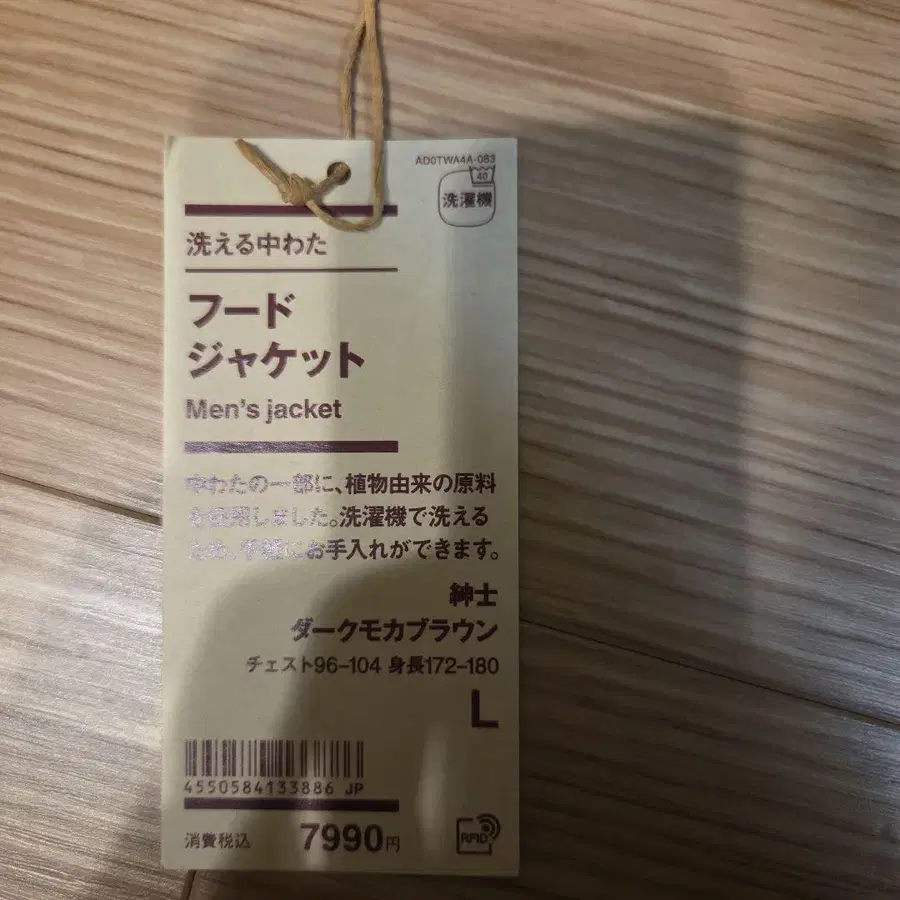 AD0TWA4A-083
40
洗濯機
洗える中わた
フード
ジャケット
Men's jacket
中わたの一部に、植物由来の原料
を使用しました。洗濯機で洗える
ため、手軽にお手入れができます。
紳士
ダークモカブラウン
チェスト96-104 身長172-180
L
4550584133886 JP
消費税込 7990円
RFID